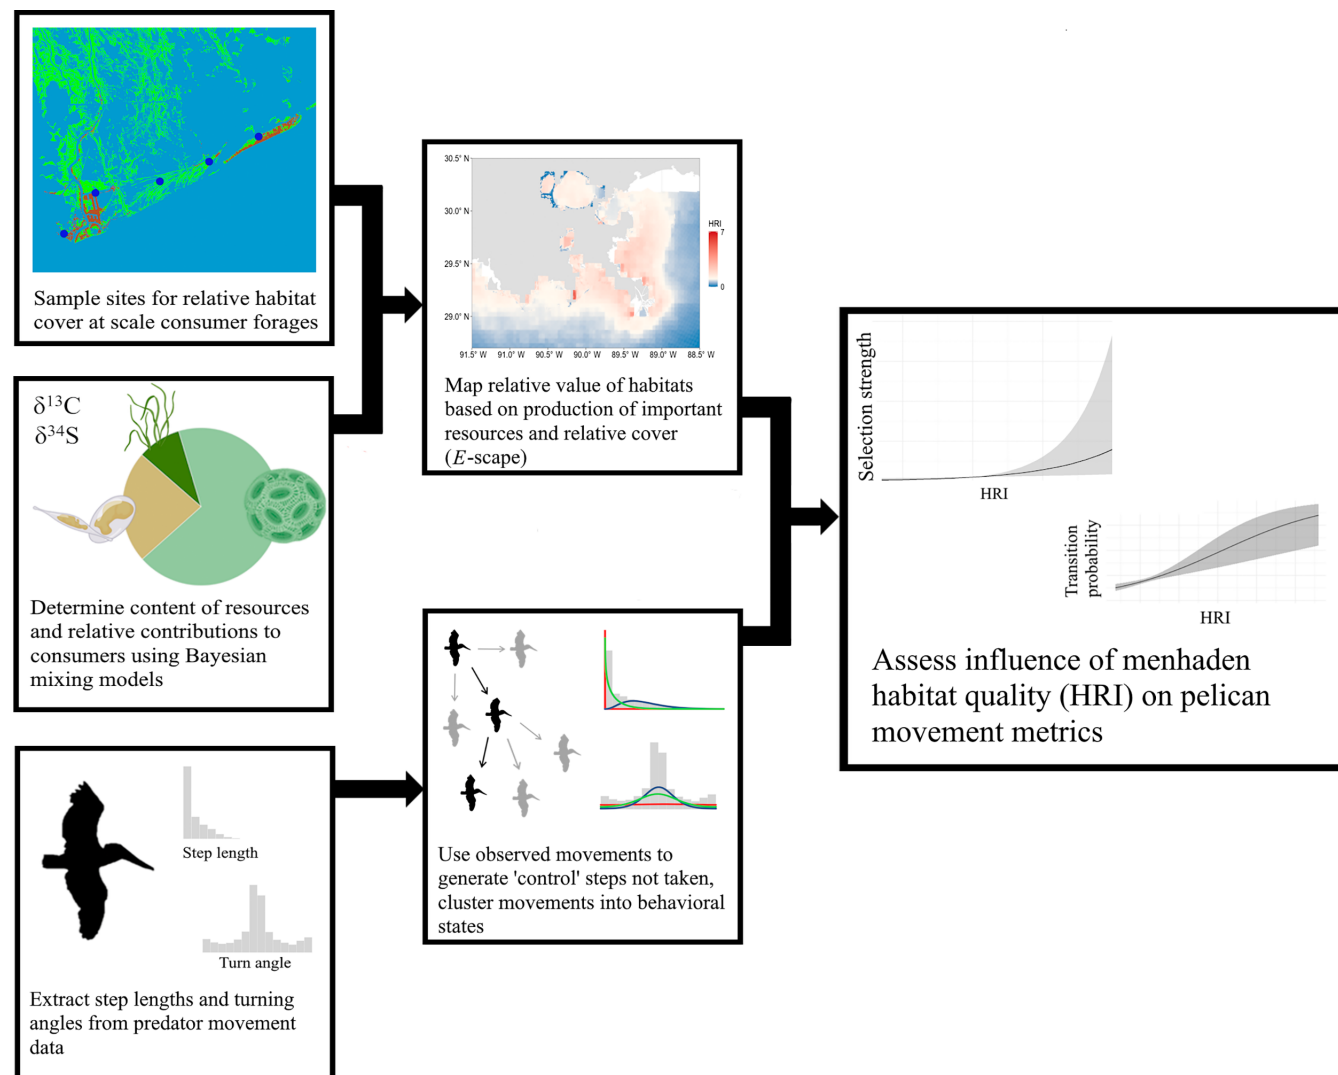 Sample sites for relative habitat
cover at scale consumer forages
δ¹³C
δ³⁴S
Determine content of resources
and relative contributions to
consumers using Bayesian
mixing models
Step length
Turn angle
Extract step lengths and turning
angles from predator movement
data
30.5° N
30.0° N
29.5° N
29.0° N
91.5° W 91.0° W 90.5° W 90.0° W 89.5° W 89.0° W 88.5° W
HRI
7
0
Map relative value of habitats
based on production of important
resources and relative cover
(E-scape)
Use observed movements to
generate 'control' steps not taken,
cluster movements into behavioral
states
Selection strength
HRI
Transition
probability
HRI
Assess influence of menhaden
habitat quality (HRI) on pelican
movement metrics